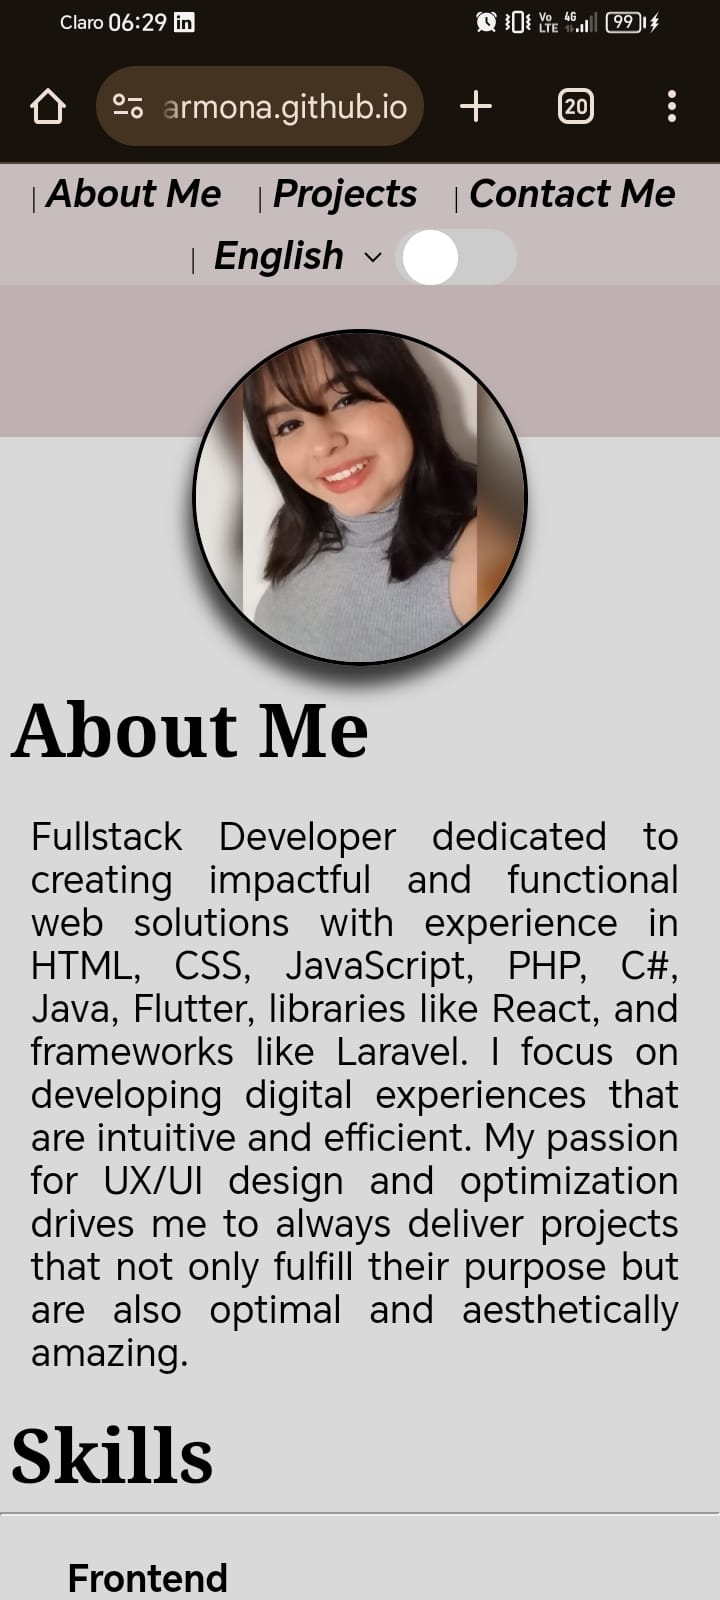 Claro 06:29 in Vo LTE 4G 99
armona.github.io 20
| About Me | Projects | Contact Me
| English
About Me
Fullstack Developer dedicated to
creating impactful and functional
web solutions with experience in
HTML, CSS, JavaScript, PHP, C#,
Java, Flutter, libraries like React, and
frameworks like Laravel. I focus on
developing digital experiences that
are intuitive and efficient. My passion
for UX/UI design and optimization
drives me to always deliver projects
that not only fulfill their purpose but
are also optimal and aesthetically
amazing.
Skills
Frontend